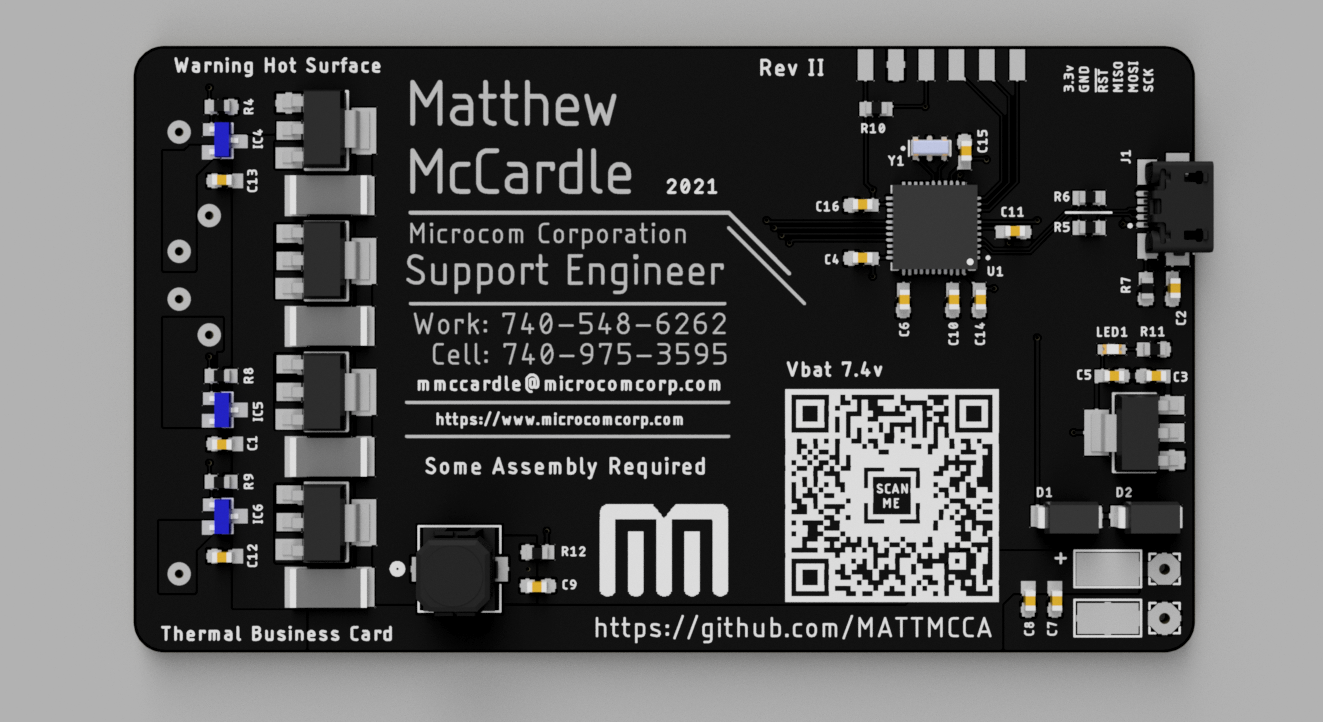 Warning Hot Surface
R4
IC4
C13
R8
IC5
C1
R9
IC6
C12
Thermal Business Card
Matthew
McCardle
2021
Microcom Corporation
Support Engineer
Work: 740-548-6262
Cell: 740-975-3595
mmccardle@microcomcorp.com
https://www.microcomcorp.com
Some Assembly Required
R12
C9
https://github.com/MATTMCCA
Rev II
3.3v
GND
RST
MISO
MOSI
SCK
R10
Y1
C15
J1
C16
C11
R6
R5
C4
U1
C6
C10
C14
R7
C2
LED1 R11
C5
C3
Vbat 7.4v
SCAN
ME
D1
D2
+
C8
C7